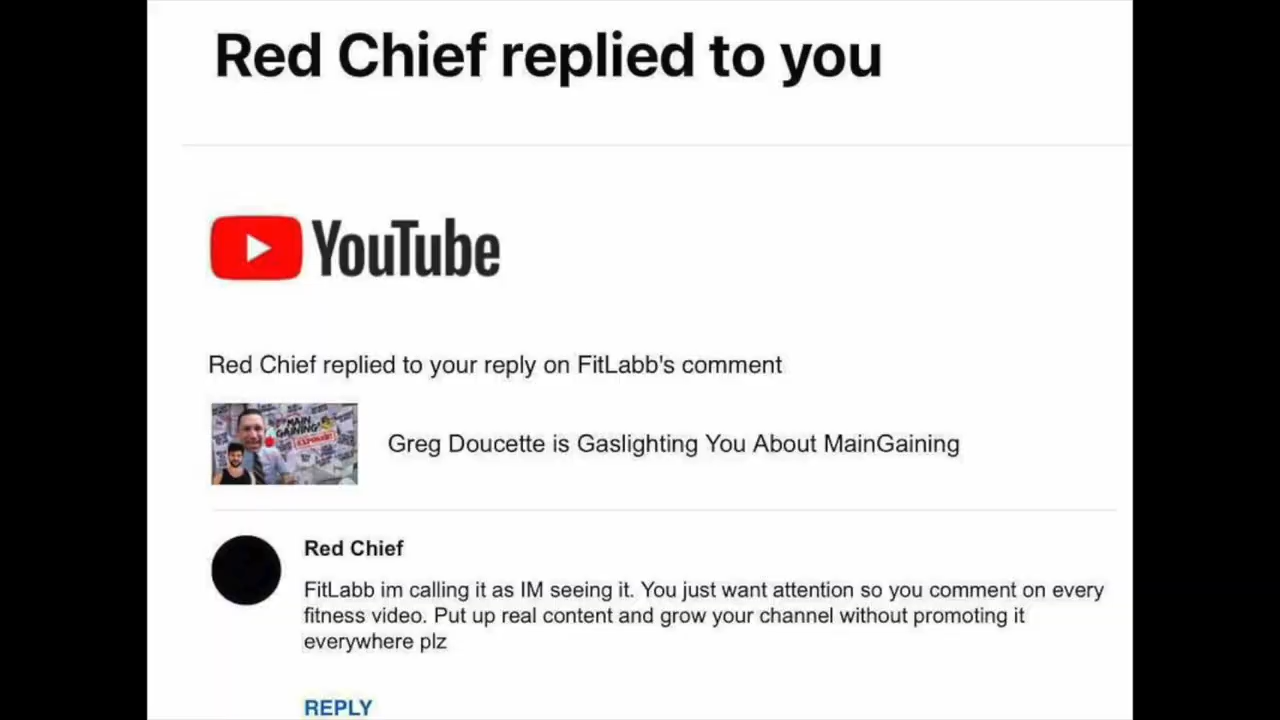 Red Chief replied to you
YouTube
Red Chief replied to your reply on FitLabb's comment
MAIN
GAINING
EXPOSED!
Greg Doucette is Gaslighting You About MainGaining
Red Chief
FitLabb im calling it as IM seeing it. You just want attention so you comment on every
fitness video. Put up real content and grow your channel without promoting it
everywhere plz
REPLY